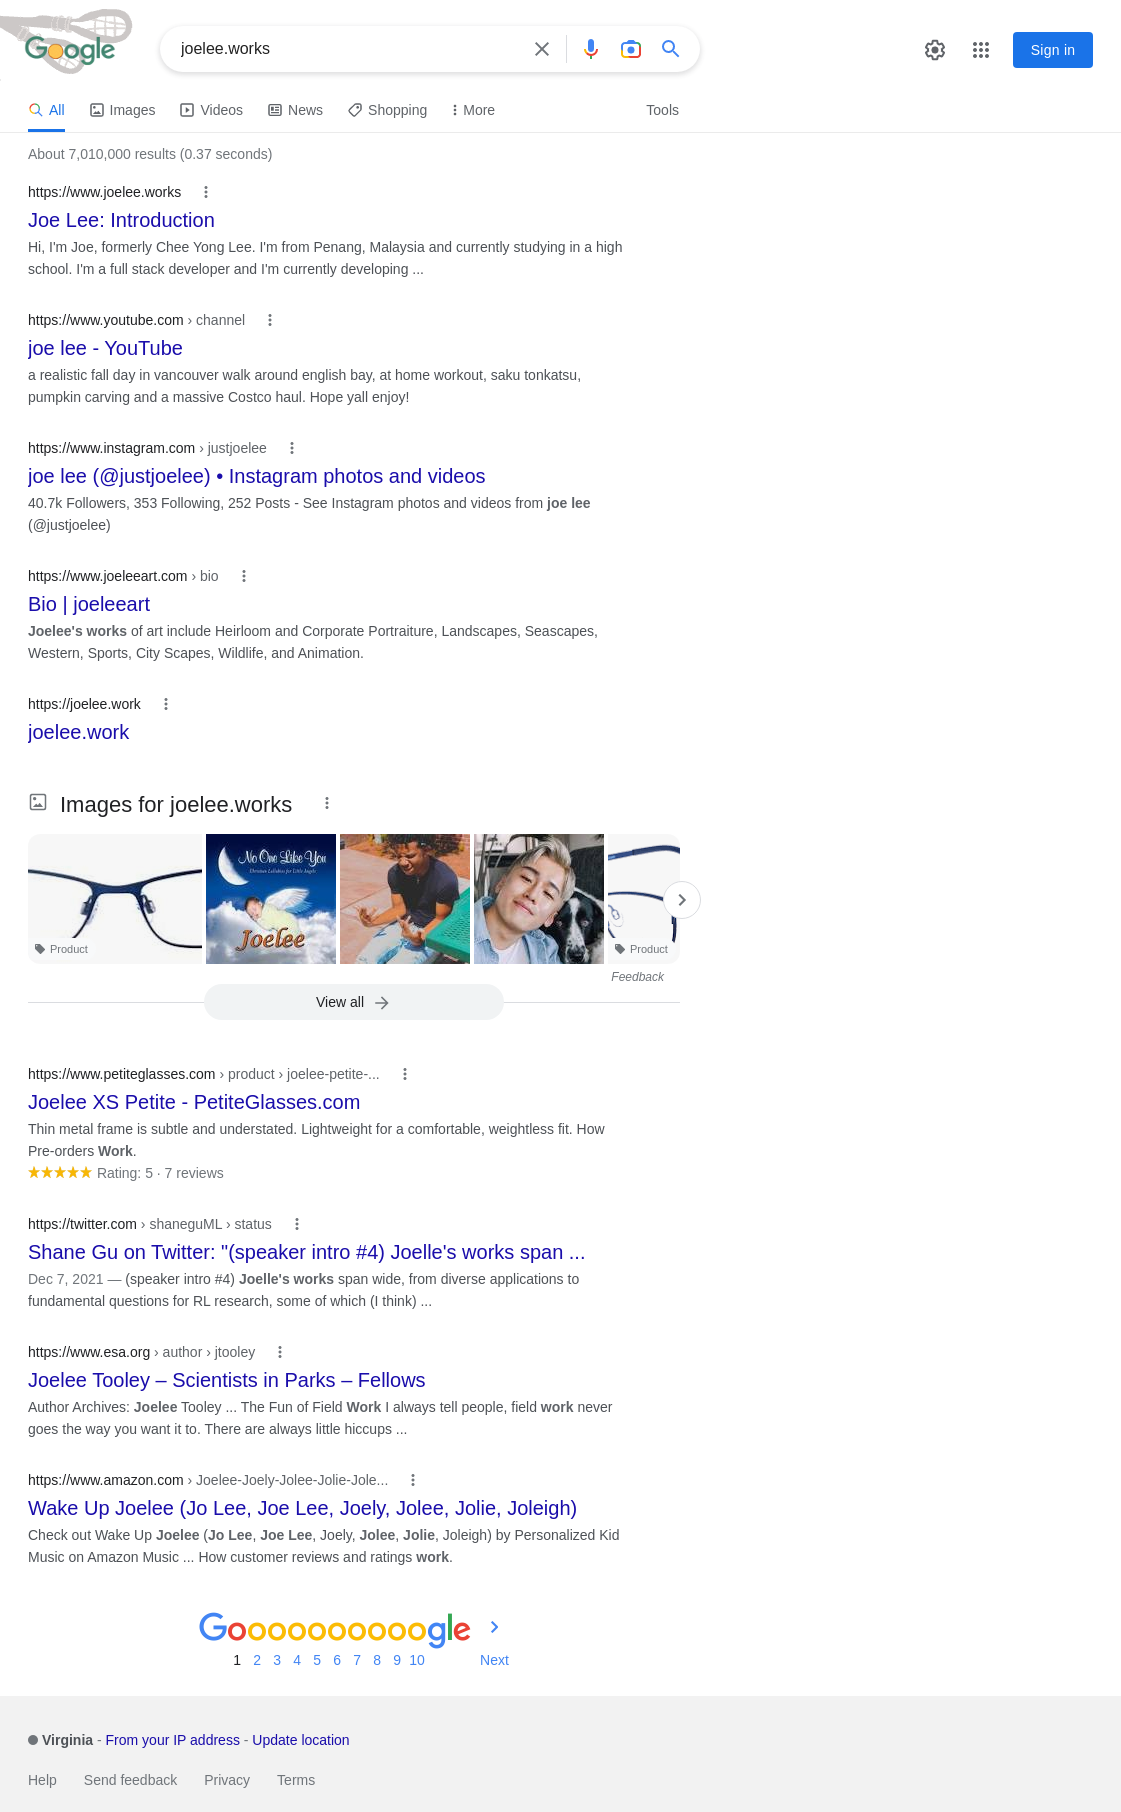 Google
joelee.works
Sign in
All Images Videos News Shopping More Tools
About 7,010,000 results (0.37 seconds)
https://www.joelee.works
Joe Lee: Introduction
Hi, I'm Joe, formerly Chee Yong Lee. I'm from Penang, Malaysia and currently studying in a high
school. I'm a full stack developer and I'm currently developing ...
https://www.youtube.com › channel
joe lee - YouTube
a realistic fall day in vancouver walk around english bay, at home workout, saku tonkatsu,
pumpkin carving and a massive Costco haul. Hope yall enjoy!
https://www.instagram.com › justjoelee
joe lee (@justjoelee) • Instagram photos and videos
40.7k Followers, 353 Following, 252 Posts - See Instagram photos and videos from joe lee
(@justjoelee)
https://www.joeleeart.com › bio
Bio | joeleeart
Joelee's works of art include Heirloom and Corporate Portraiture, Landscapes, Seascapes,
Western, Sports, City Scapes, Wildlife, and Animation.
https://joelee.work
joelee.work
Images for joelee.works
No One Like You
Christian Lullabies for Little Angels
Joelee
Product
Product
Feedback
View all
https://www.petiteglasses.com › product › joelee-petite-...
Joelee XS Petite - PetiteGlasses.com
Thin metal frame is subtle and understated. Lightweight for a comfortable, weightless fit. How
Pre-orders Work.
Rating: 5 · 7 reviews
https://twitter.com › shaneguML › status
Shane Gu on Twitter: "(speaker intro #4) Joelle's works span ...
Dec 7, 2021 — (speaker intro #4) Joelle's works span wide, from diverse applications to
fundamental questions for RL research, some of which (I think) ...
https://www.esa.org › author › jtooley
Joelee Tooley – Scientists in Parks – Fellows
Author Archives: Joelee Tooley ... The Fun of Field Work I always tell people, field work never
goes the way you want it to. There are always little hiccups ...
https://www.amazon.com › Joelee-Joely-Jolee-Jolie-Jole...
Wake Up Joelee (Jo Lee, Joe Lee, Joely, Jolee, Jolie, Joleigh)
Check out Wake Up Joelee (Jo Lee, Joe Lee, Joely, Jolee, Jolie, Joleigh) by Personalized Kid
Music on Amazon Music ... How customer reviews and ratings work.
Goooooooooogle
1 2 3 4 5 6 7 8 9 10 Next
Virginia - From your IP address - Update location
Help Send feedback Privacy Terms